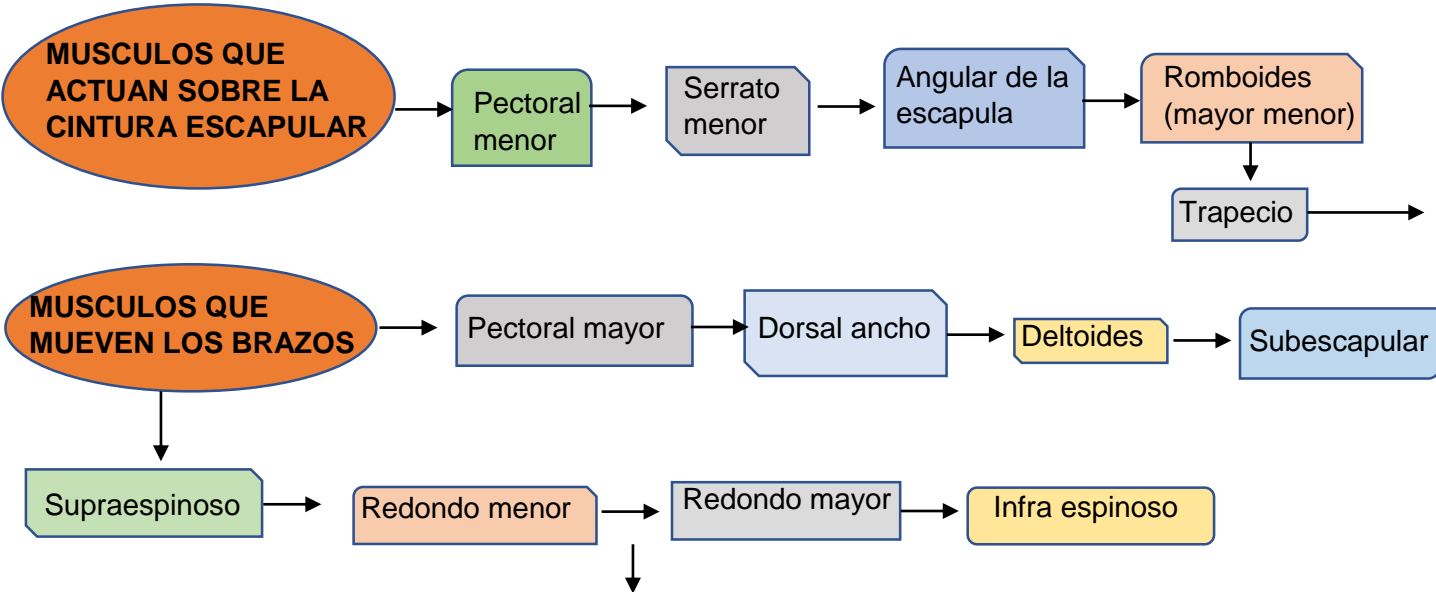 MUSCULOS QUE
ACTUAN SOBRE LA
CINTURA ESCAPULAR
Pectoral
menor
Serrato
menor
Angular de la
escapula
Romboides
(mayor menor)
Trapecio
MUSCULOS QUE
MUEVEN LOS BRAZOS
Pectoral mayor
Dorsal ancho
Deltoides
Subescapular
Supraespinoso
Redondo menor
Redondo mayor
Infra espinoso